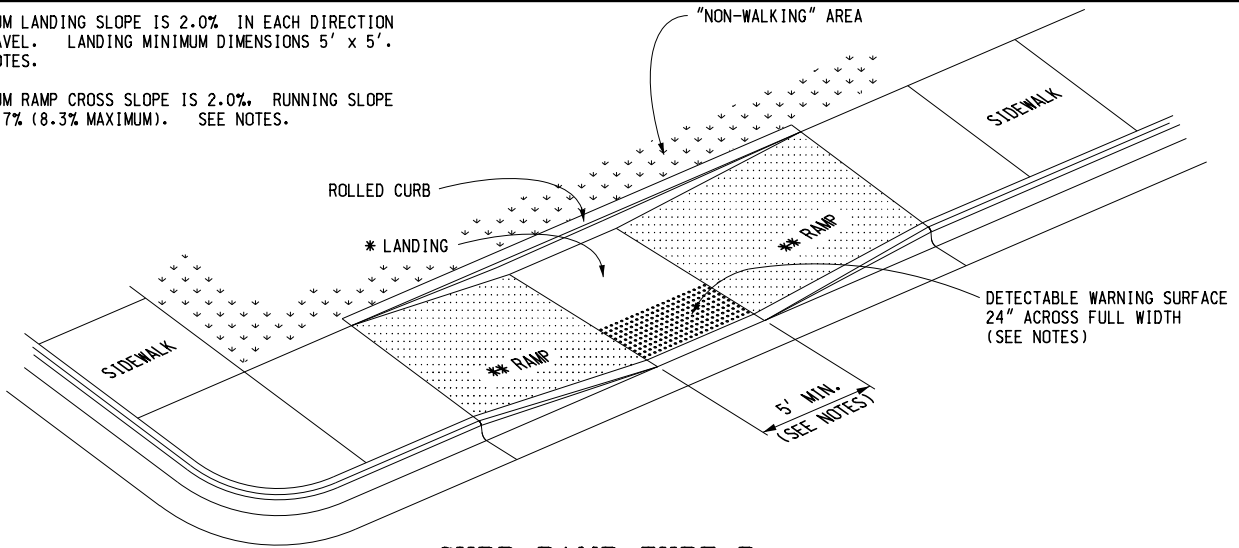 UM LANDING SLOPE IS 2.0% IN EACH DIRECTION
AVEL. LANDING MINIMUM DIMENSIONS 5' x 5'.
OTES.
UM RAMP CROSS SLOPE IS 2.0%, RUNNING SLOPE
7% (8.3% MAXIMUM). SEE NOTES.
"NON-WALKING" AREA
SIDEWALK
ROLLED CURB
* LANDING
** RAMP
DETECTABLE WARNING SURFACE
24" ACROSS FULL WIDTH
(SEE NOTES)
SIDEWALK
** RAMP
5' MIN.
(SEE NOTES)